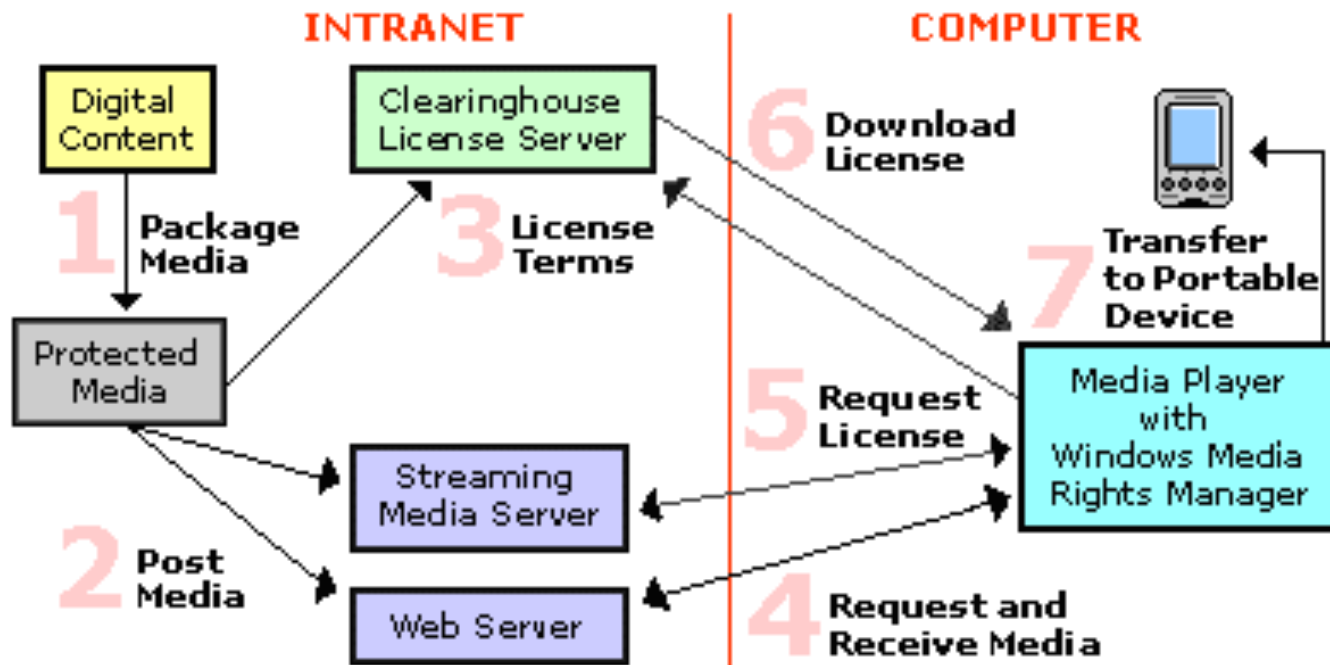 INTRANET
COMPUTER
Digital
Content
Clearinghouse
License Server
6
Download
License
1
Package
Media
3
License
Terms
7
Transfer
to Portable
Device
Protected
Media
Media Player
with
Windows Media
Rights Manager
5
Request
License
Streaming
Media Server
2
Post
Media
Web Server
4
Request and
Receive Media